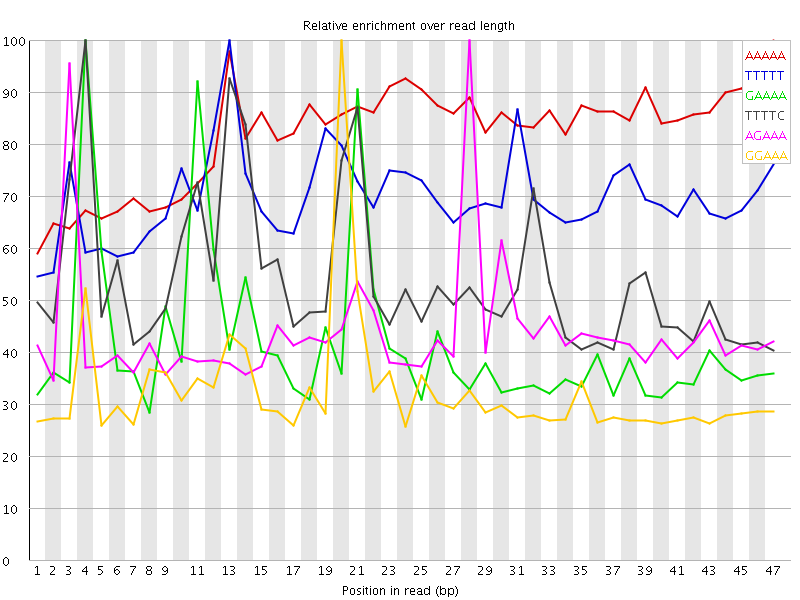 Relative enrichment over read length
100
90
80
70
60
50
40
30
20
10
0
AAAAA
TTTTT
GAAAA
TTTTC
AGAAA
GGAAA
1 2 3 4 5 6 7 8 9 11 13 15 17 19 21 23 25 27 29 31 33 35 37 39 41 43 45 47
Position in read (bp)